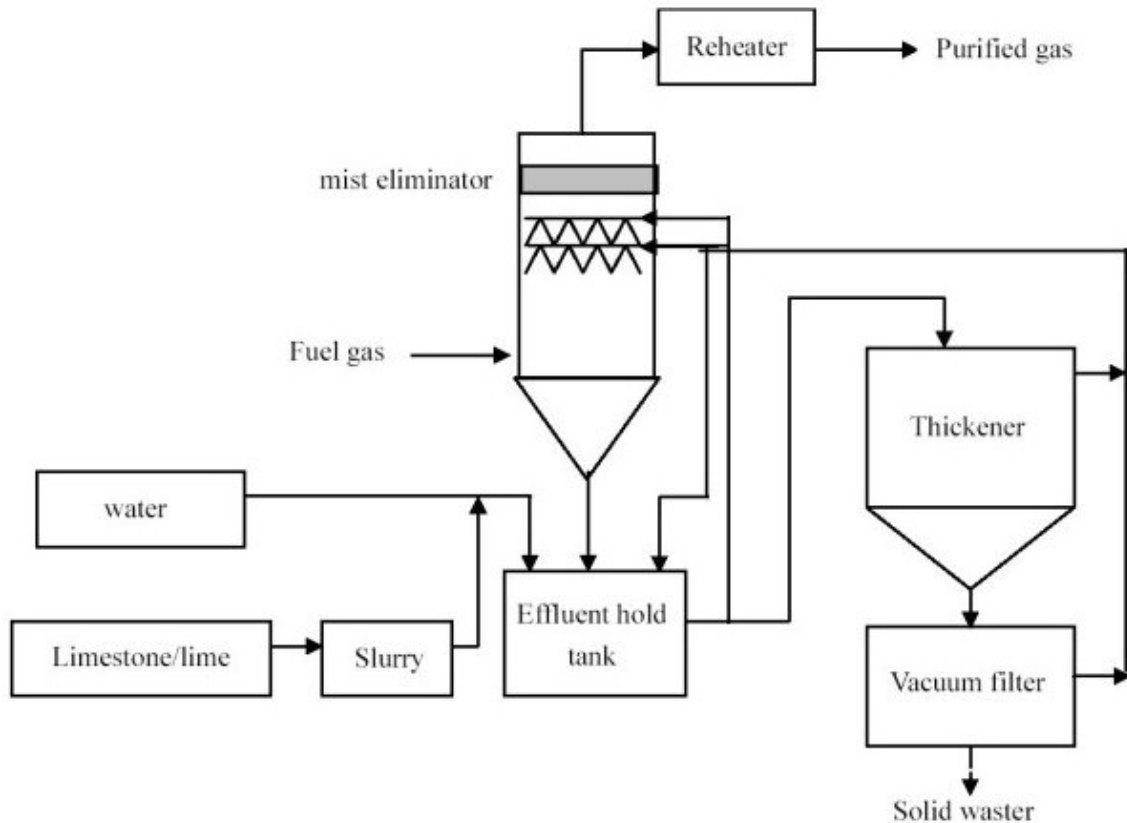 Reheater
Purified gas
mist eliminator
Fuel gas
Thickener
water
Effluent hold
tank
Limestone/lime
Slurry
Vacuum filter
Solid waster